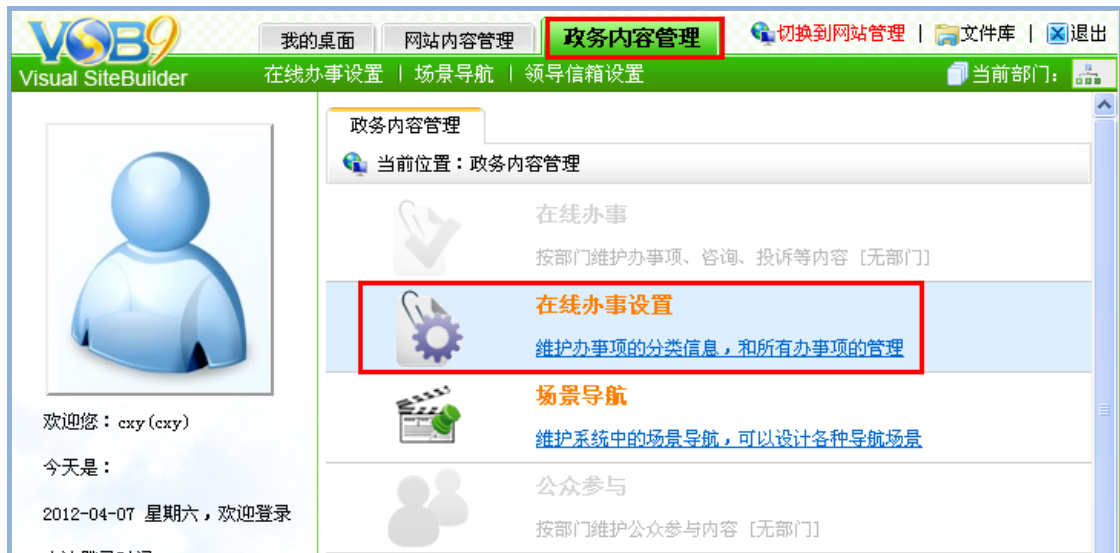 VSB9
Visual SiteBuilder
我的桌面 网站内容管理 政务内容管理 切换到网站管理 | 文件库 | 退出
在线办事设置 | 场景导航 | 领导信箱设置 当前部门：
政务内容管理
当前位置：政务内容管理
在线办事
按部门维护办事项、咨询、投诉等内容 [无部门]
在线办事设置
维护办事项的分类信息，和所有办事项的管理
场景导航
维护系统中的场景导航，可以设计各种导航场景
公众参与
按部门维护公众参与内容 [无部门]
欢迎您：cxy(cxy)
今天是：
2012-04-07 星期六，欢迎登录